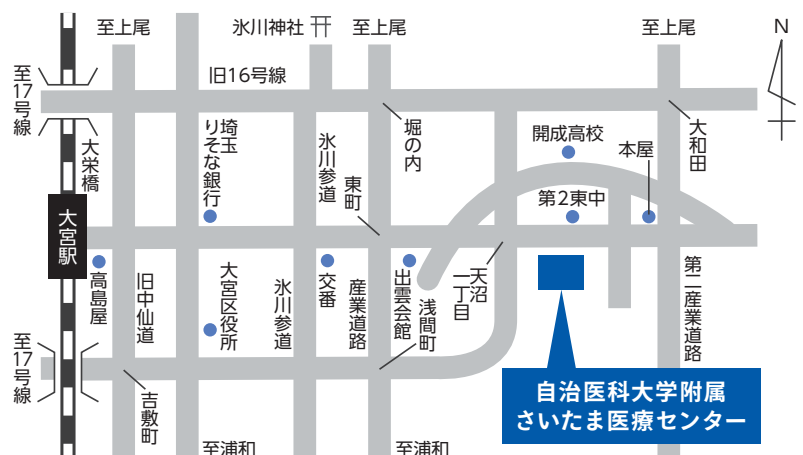 至上尾
氷川神社
至上尾
至上尾
N
至17号線
旧16号線
大栄橋
埼玉
りそな銀行
氷川参道
東町
堀の内
開成高校
本屋
大和田
第2東中
大宮駅
高島屋
旧中仙道
大宮区役所
氷川参道
交番
産業道路
出雲会館
浅間町
天沼
一丁目
第二産業道路
至17号線
吉敷町
自治医科大学附属
さいたま医療センター
至浦和
至浦和